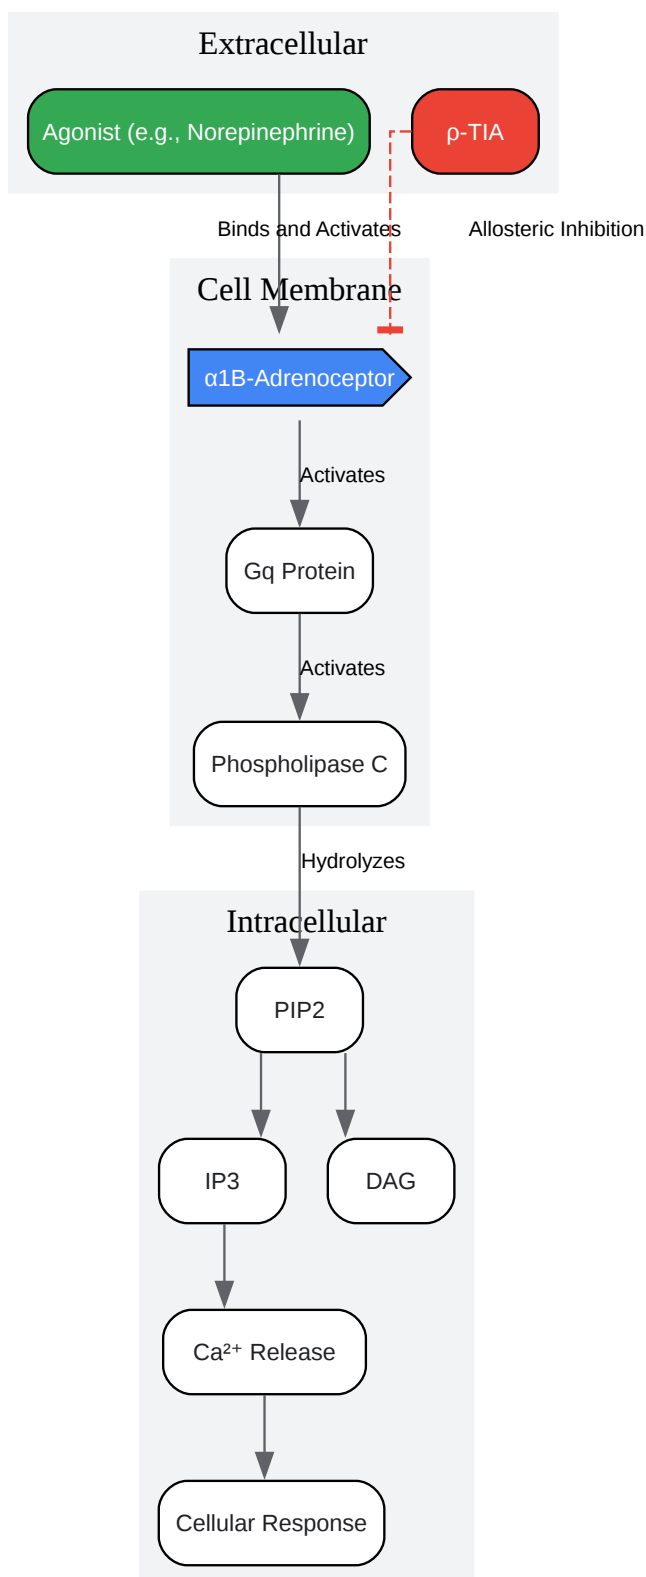 Extracellular
Agonist (e.g., Norepinephrine)
ρ-TIA
Binds and Activates
Allosteric Inhibition
Cell Membrane
α1B-Adrenoceptor
Activates
Gq Protein
Activates
Phospholipase C
Hydrolyzes
Intracellular
PIP2
IP3
DAG
Ca²⁺ Release
Cellular Response